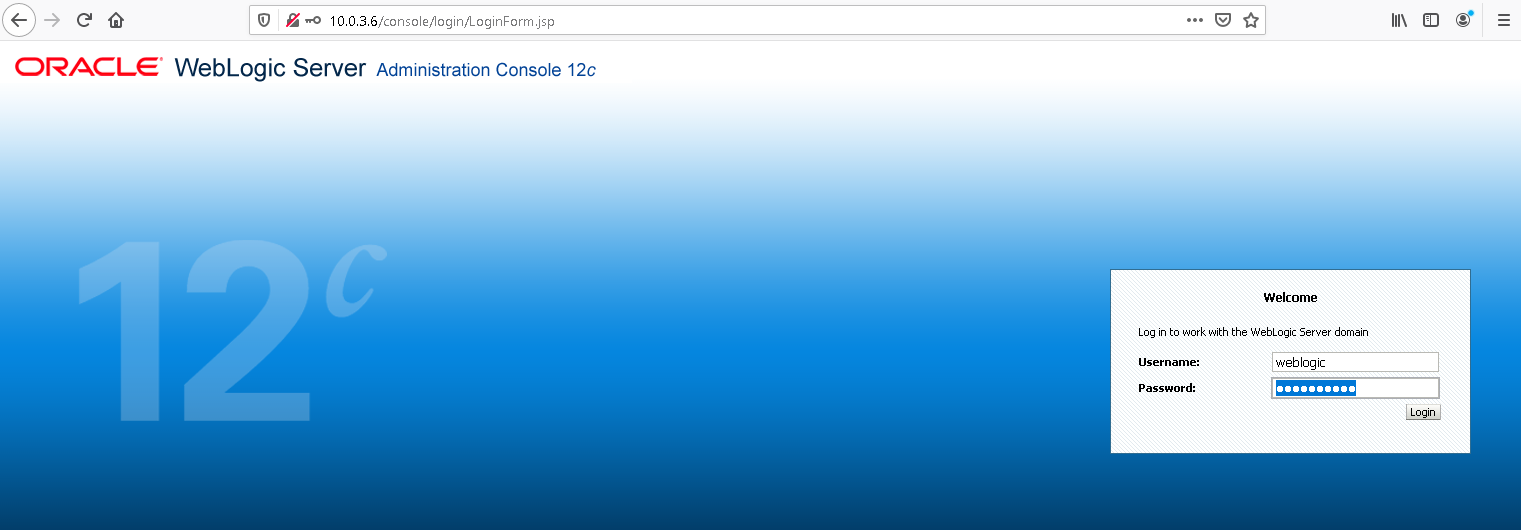 10.0.3.6/console/login/LoginForm.jsp
ORACLE WebLogic Server Administration Console 12c
12c
Welcome
Log in to work with the WebLogic Server domain
Username: weblogic
Password: ●●●●●●●●●●
Login